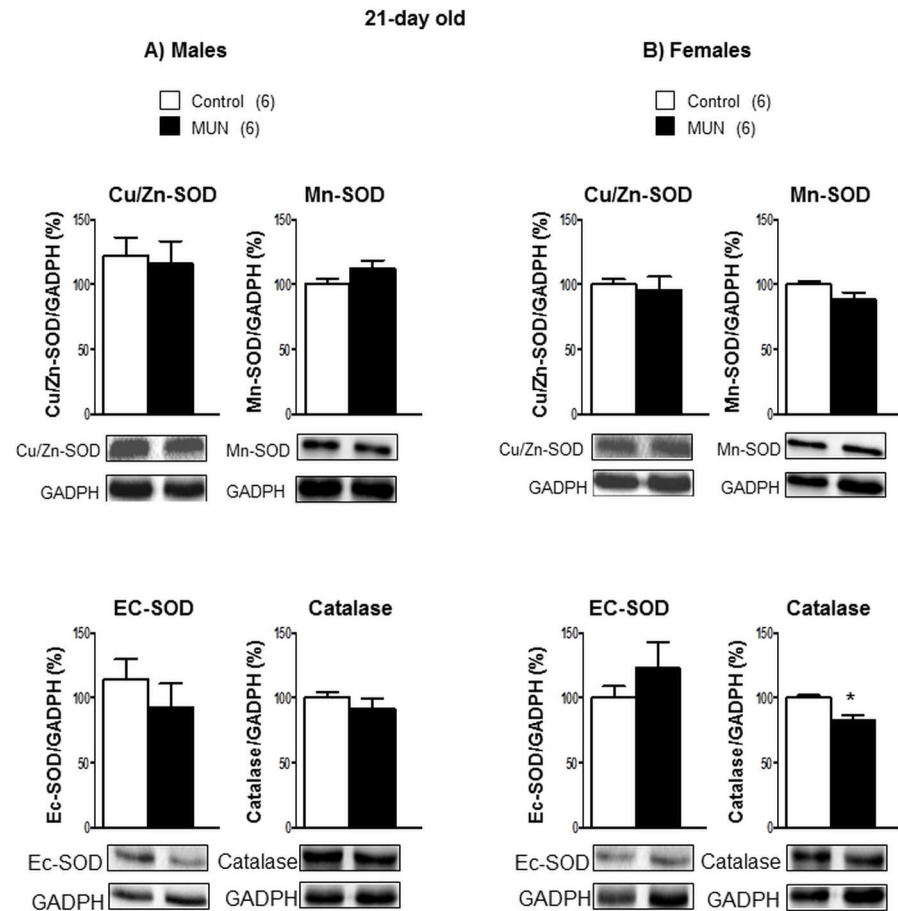 21-day old
A) Males
Control (6)
MUN (6)
Cu/Zn-SOD
Cu/Zn-SOD/GADPH (%)
150
100
50
0
Cu/Zn-SOD
GADPH
Mn-SOD
Mn-SOD/GADPH (%)
150
100
50
0
Mn-SOD
GADPH
EC-SOD
Ec-SOD/GADPH (%)
150
100
50
0
Ec-SOD
GADPH
Catalase
Catalase/GADPH (%)
150
100
50
0
Catalase
GADPH
B) Females
Control (6)
MUN (6)
Cu/Zn-SOD
Cu/Zn-SOD/GADPH (%)
150
100
50
0
Cu/Zn-SOD
GADPH
Mn-SOD
Mn-SOD/GADPH (%)
150
100
50
0
Mn-SOD
GADPH
EC-SOD
Ec-SOD/GADPH (%)
150
100
50
0
Ec-SOD
GADPH
Catalase
Catalase/GADPH (%)
150
100
50
0
*
Catalase
GADPH